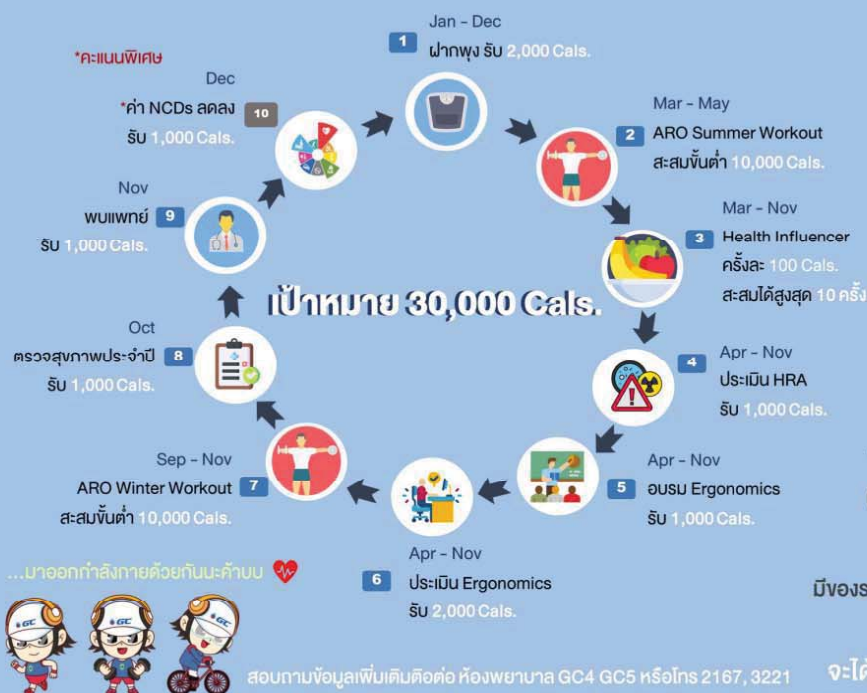 Jan - Dec
1
ฝากพุง รับ 2,000 Cals.
Mar - May
2
ARO Summer Workout
สะสมขั้นต่ำ 10,000 Cals.
Mar - Nov
3
Health Influencer
ครั้งละ 100 Cals.
สะสมได้สูงสุด 10 ครั้ง
Apr - Nov
4
ประเมิน HRA
รับ 1,000 Cals.
Apr - Nov
5
อบรม Ergonomics
รับ 1,000 Cals.
Apr - Nov
6
ประเมิน Ergonomics
รับ 2,000 Cals.
Sep - Nov
ARO Winter Workout
7
สะสมขั้นต่ำ 10,000 Cals.
Oct
ตรวจสุขภาพประจำปี
8
รับ 1,000 Cals.
Nov
พบแพทย์
9
รับ 1,000 Cals.
*คะแนนพิเศษ
Dec
*ค่า NCDs ลดลง
10
รับ 1,000 Cals.
เป้าหมาย 30,000 Cals.
...มาออกกำลังกายด้วยกันนะค้าบบ
GC
GC
GC
สอบถามข้อมูลเพิ่มเติมติดต่อ ห้องพยาบาล GC4 GC5 หรือโทร 2167, 3221